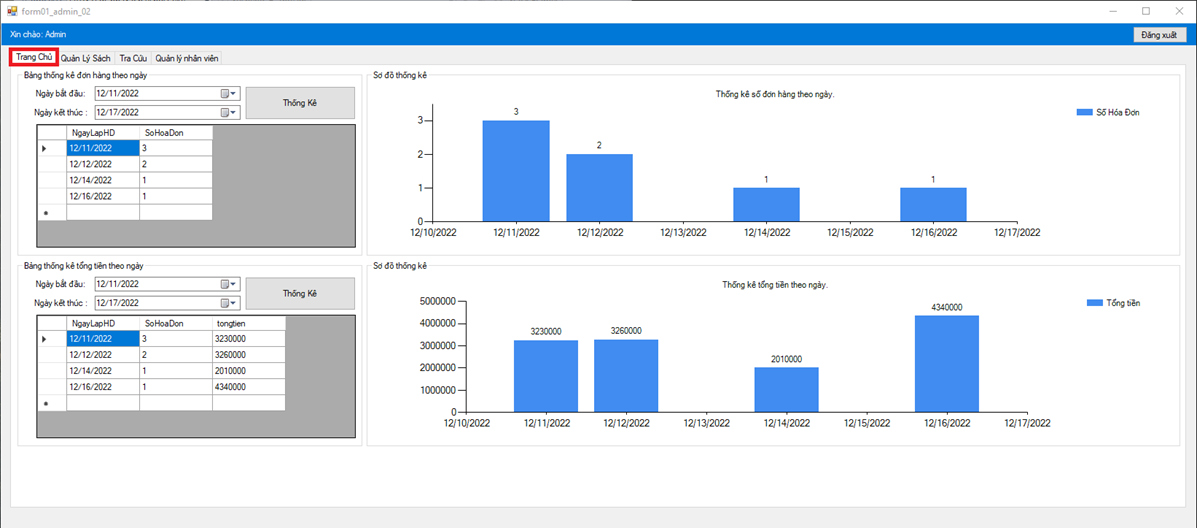 form01_admin_02
Xin chào: Admin
Đăng xuất
Trang Chủ Quản Lý Sách Tra Cứu Quản lý nhân viên
Bảng thống kê đơn hàng theo ngày
Ngày bắt đầu: 12/11/2022
Ngày kết thúc : 12/17/2022
Thống Kê
NgayLapHD SoHoaDon
12/11/2022 3
12/12/2022 2
12/14/2022 1
12/16/2022 1
Sơ đồ thống kê
Thống kê số đơn hàng theo ngày.
Số Hóa Đơn
3
2
1
0
3
2
1
1
12/10/2022 12/11/2022 12/12/2022 12/13/2022 12/14/2022 12/15/2022 12/16/2022 12/17/2022
Bảng thống kê tổng tiền theo ngày
Ngày bắt đầu: 12/11/2022
Ngày kết thúc : 12/17/2022
Thống Kê
NgayLapHD SoHoaDon tongtien
12/11/2022 3 3230000
12/12/2022 2 3260000
12/14/2022 1 2010000
12/16/2022 1 4340000
Sơ đồ thống kê
Thống kê tổng tiền theo ngày.
Tổng tiền
5000000
4000000
3000000
2000000
1000000
0
3230000
3260000
2010000
4340000
12/10/2022 12/11/2022 12/12/2022 12/13/2022 12/14/2022 12/15/2022 12/16/2022 12/17/2022